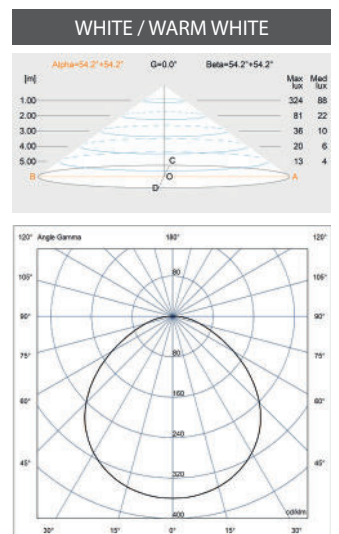 WHITE / WARM WHITE
Alpha=54.2°+54.2° G=0.0° Beta=54.2°+54.2°
[m] Max lux Med lux
1.00 324 88
2.00 81 22
3.00 36 10
4.00 20 6
5.00 13 4
C
B O A
D
120° Angle Gamma 180° 120°
105° 80 105°
90° 90°
75° 80 75°
60° 160 60°
240
45° 45°
320
400 cd/klm
30° 15° 0° 15° 30°